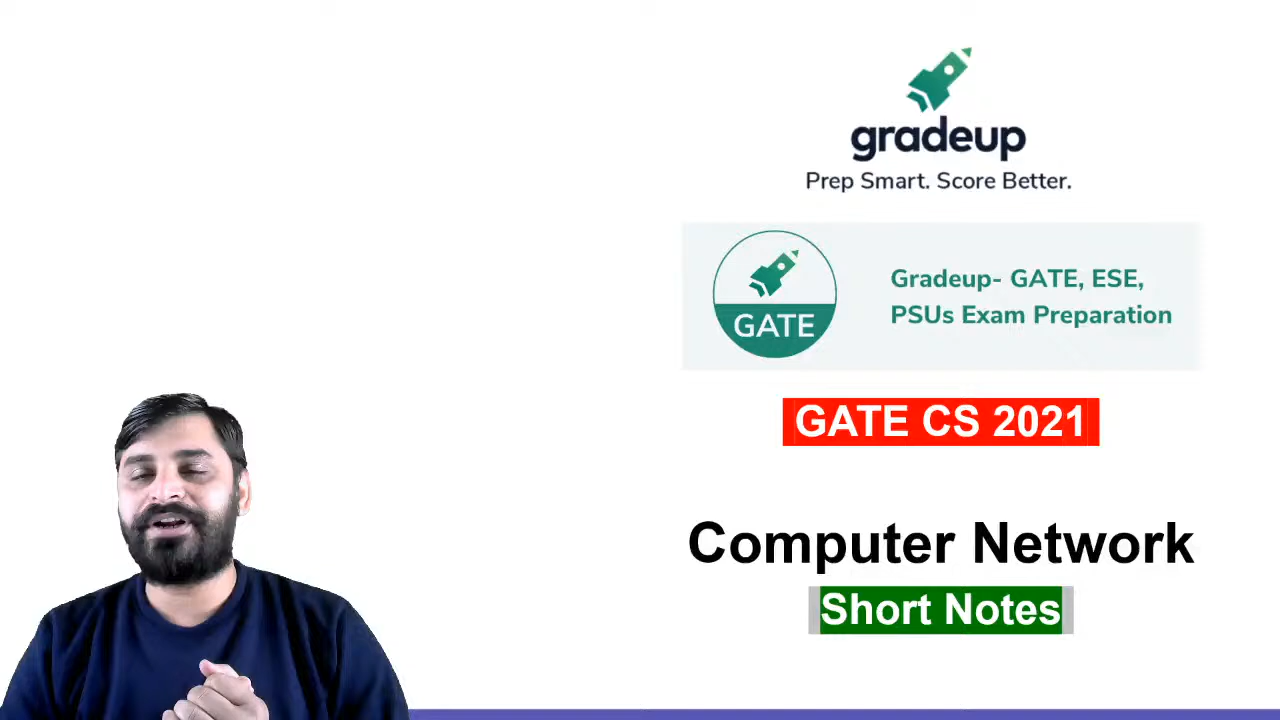 gradeup
Prep Smart. Score Better.
GATE
Gradeup- GATE, ESE,
PSUs Exam Preparation
GATE CS 2021
Computer Network
Short Notes